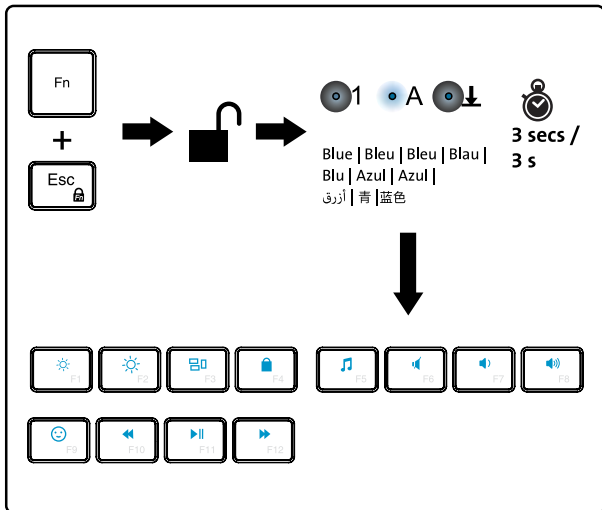 Fn
+
Esc
Fn
1 A
3 secs /
3 s
Blue | Bleu | Bleu | Blau |
Blu | Azul | Azul |
أزرق | 青 | 蓝色
F1 F2 F3 F4 F5 F6 F7 F8
F9 F10 F11 F12